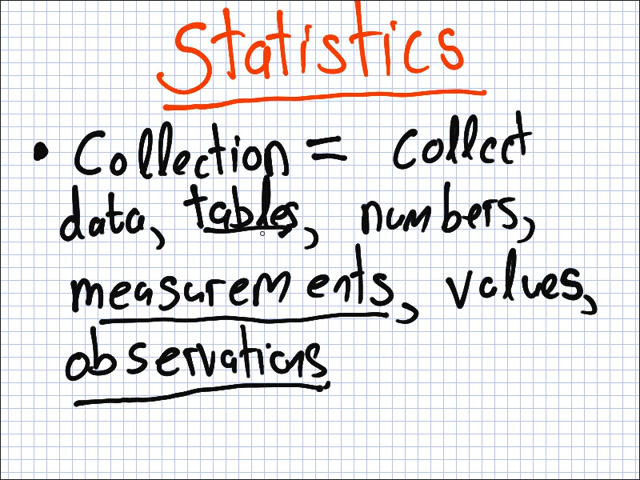 Statistics
• Collection = collect
data, tables, numbers,
measurements, values,
observations